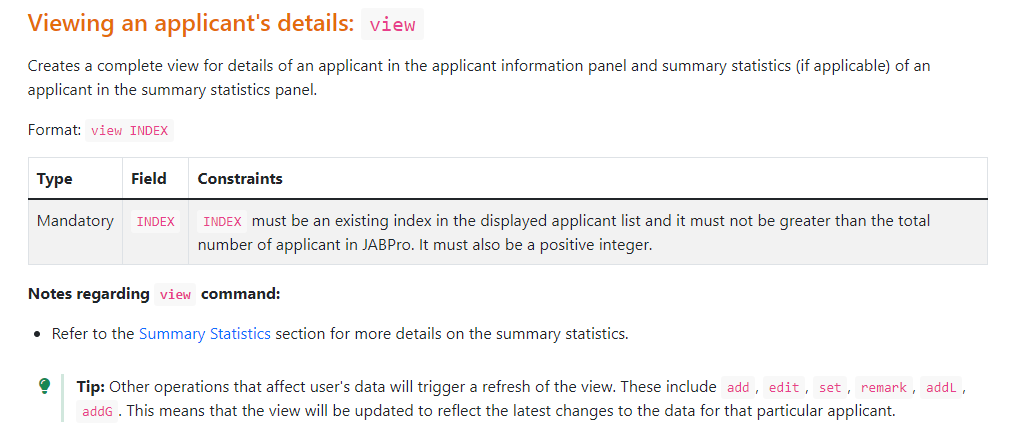 Viewing an applicant's details: view
Creates a complete view for details of an applicant in the applicant information panel and summary statistics (if applicable) of an
applicant in the summary statistics panel.
Format: view INDEX
Type Field Constraints
Mandatory INDEX INDEX must be an existing index in the displayed applicant list and it must not be greater than the total
number of applicant in JABPro. It must also be a positive integer.
Notes regarding view command:
• Refer to the Summary Statistics section for more details on the summary statistics.
Tip: Other operations that affect user's data will trigger a refresh of the view. These include add, edit, set, remark, addL,
addG. This means that the view will be updated to reflect the latest changes to the data for that particular applicant.